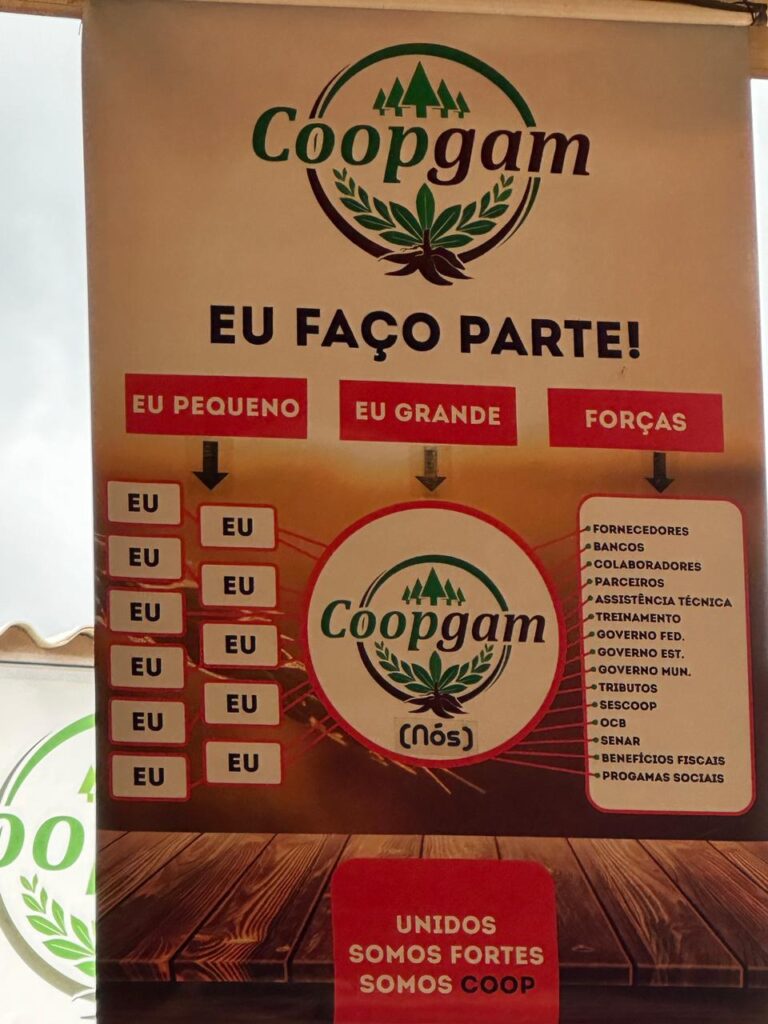 Coopgam
EU FAÇO PARTE!
EU PEQUENO
EU GRANDE
FORÇAS
EU
EU
EU
EU
EU
EU
EU
EU
EU
EU
EU
Coopgam
(Nós)
FORNECEDORES
BANCOS
COLABORADORES
PARCEIROS
ASSISTÊNCIA TÉCNICA
TREINAMENTO
GOVERNO FED.
GOVERNO EST.
GOVERNO MUN.
TRIBUTOS
SESCOOP
OCB
SENAR
BENEFÍCIOS FISCAIS
PROGAMAS SOCIAIS
UNIDOS
SOMOS FORTES
SOMOS COOP